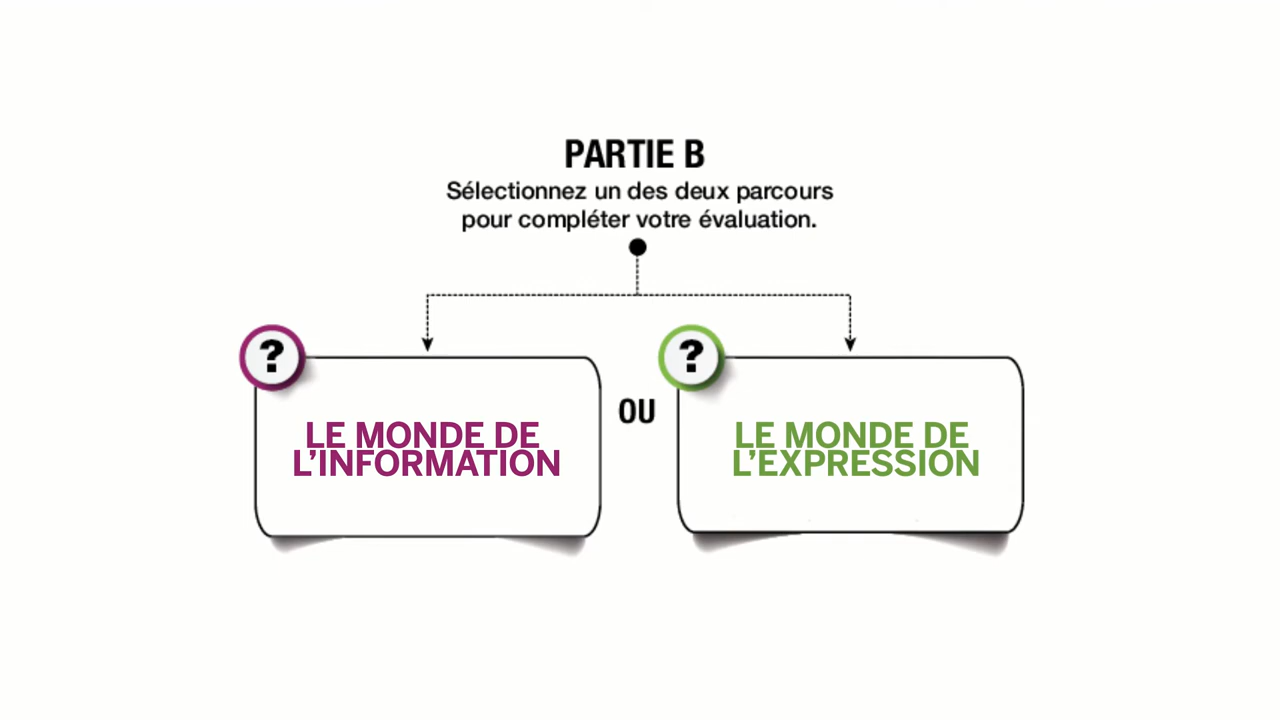 PARTIE B
Sélectionnez un des deux parcours
pour compléter votre évaluation.
?
LE MONDE DE
L’INFORMATION
OU
?
LE MONDE DE
L’EXPRESSION